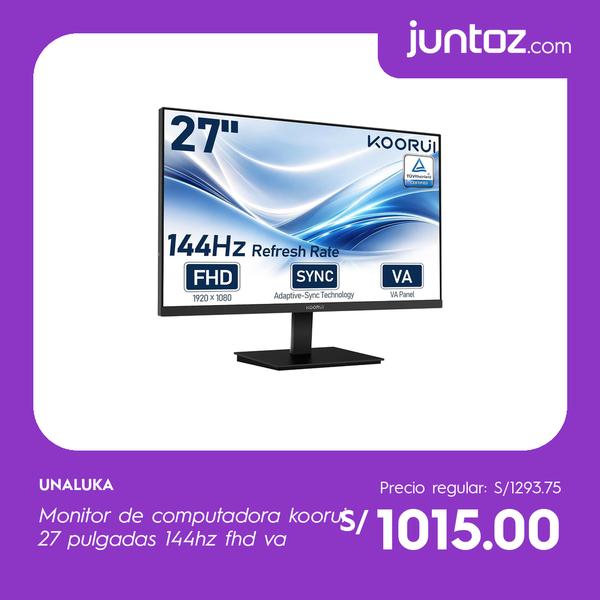 juntoz.com
27"
KOORUI
TÜVRheinland
CERTIFIED
144Hz Refresh Rate
FHD
1920 x 1080
SYNC
Adaptive-Sync Technology
VA
VA Panel
KOORUI
UNALUKA
Monitor de computadora koorui
27 pulgadas 144hz fhd va
Precio regular: S/1293.75
S/ 1015.00